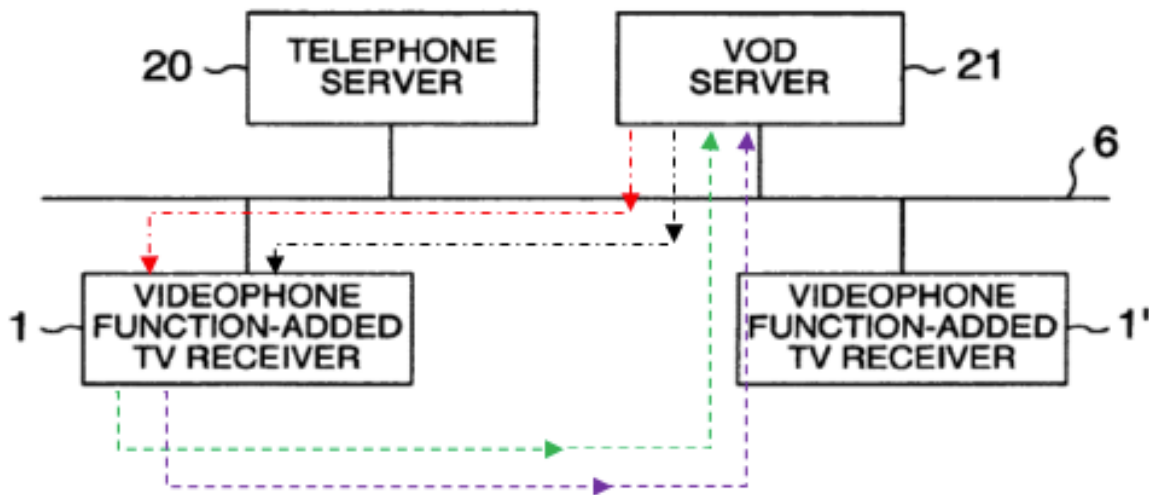 20
TELEPHONE
SERVER
VOD
SERVER
21
6
1
VIDEOPHONE
FUNCTION-ADDED
TV RECEIVER
VIDEOPHONE
FUNCTION-ADDED
TV RECEIVER
1'